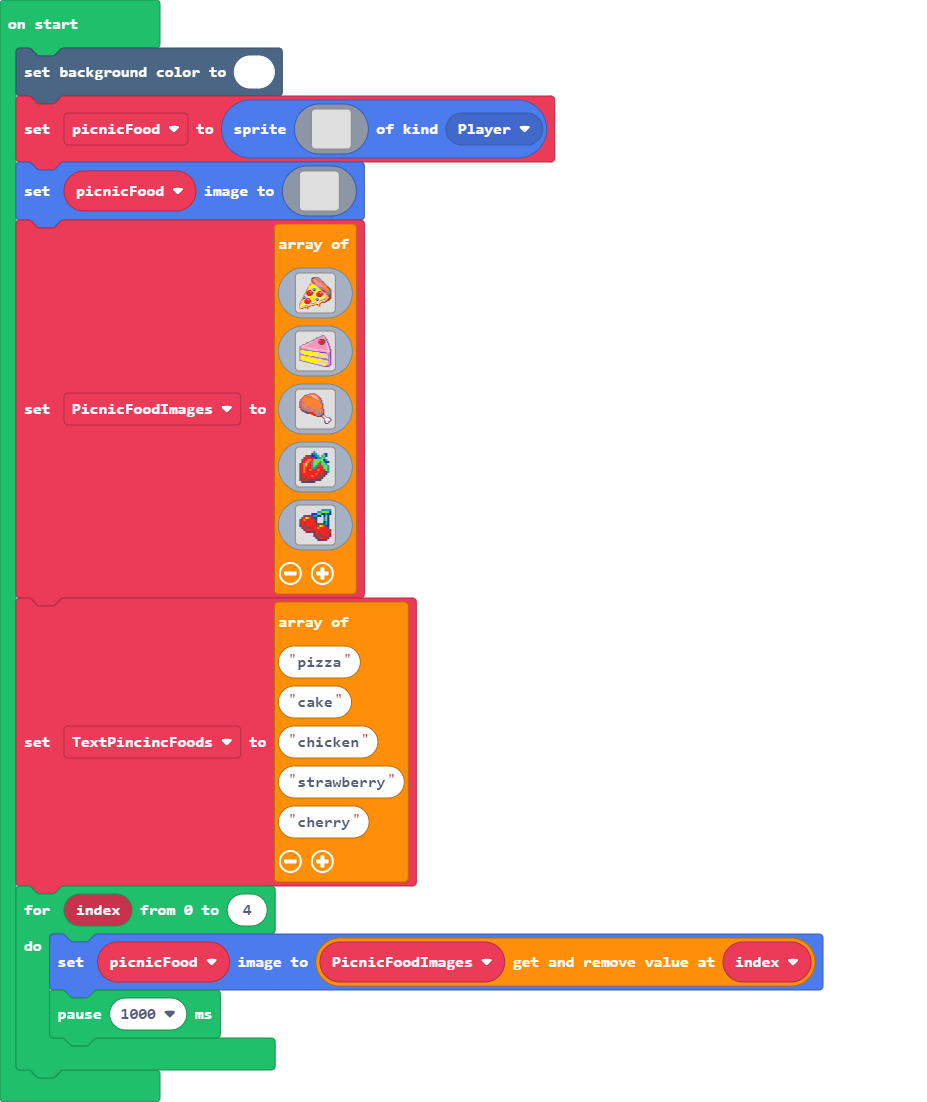 on start
set background color to
set picnicFood to sprite of kind Player
set picnicFood image to
array of
set PicnicFoodImages to
array of
"pizza"
"cake"
set TextPincincFoods to "chicken"
"strawberry"
"cherry"
for index from 0 to 4
do
set picnicFood image to PicnicFoodImages get and remove value at index
pause 1000 ms